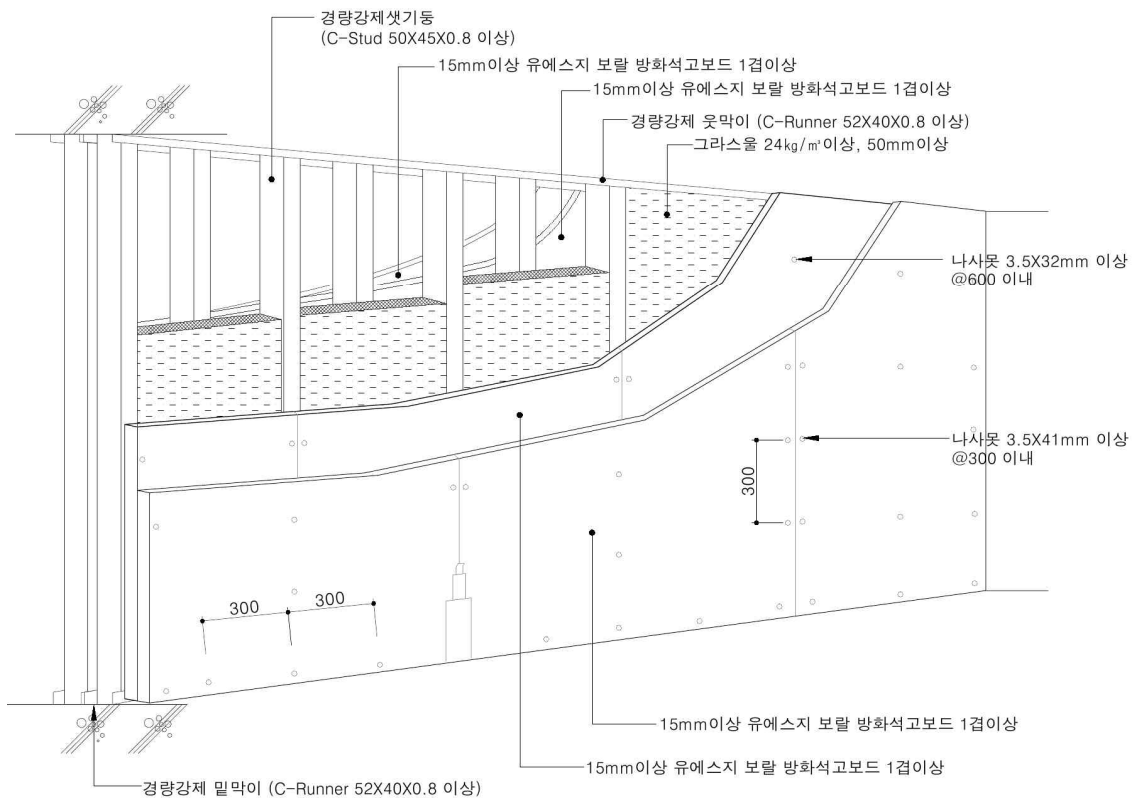 경량강제샛기둥
(C-Stud 50X45X0.8 이상)
15mm이상 유에스지 보랄 방화석고보드 1겹이상
15mm이상 유에스지 보랄 방화석고보드 1겹이상
경량강제 웃막이 (C-Runner 52X40X0.8 이상)
그라스울 24kg/㎥이상, 50mm이상
나사못 3.5X32mm 이상
@600 이내
나사못 3.5X41mm 이상
@300 이내
300
300
300
15mm이상 유에스지 보랄 방화석고보드 1겹이상
15mm이상 유에스지 보랄 방화석고보드 1겹이상
경량강제 밑막이 (C-Runner 52X40X0.8 이상)